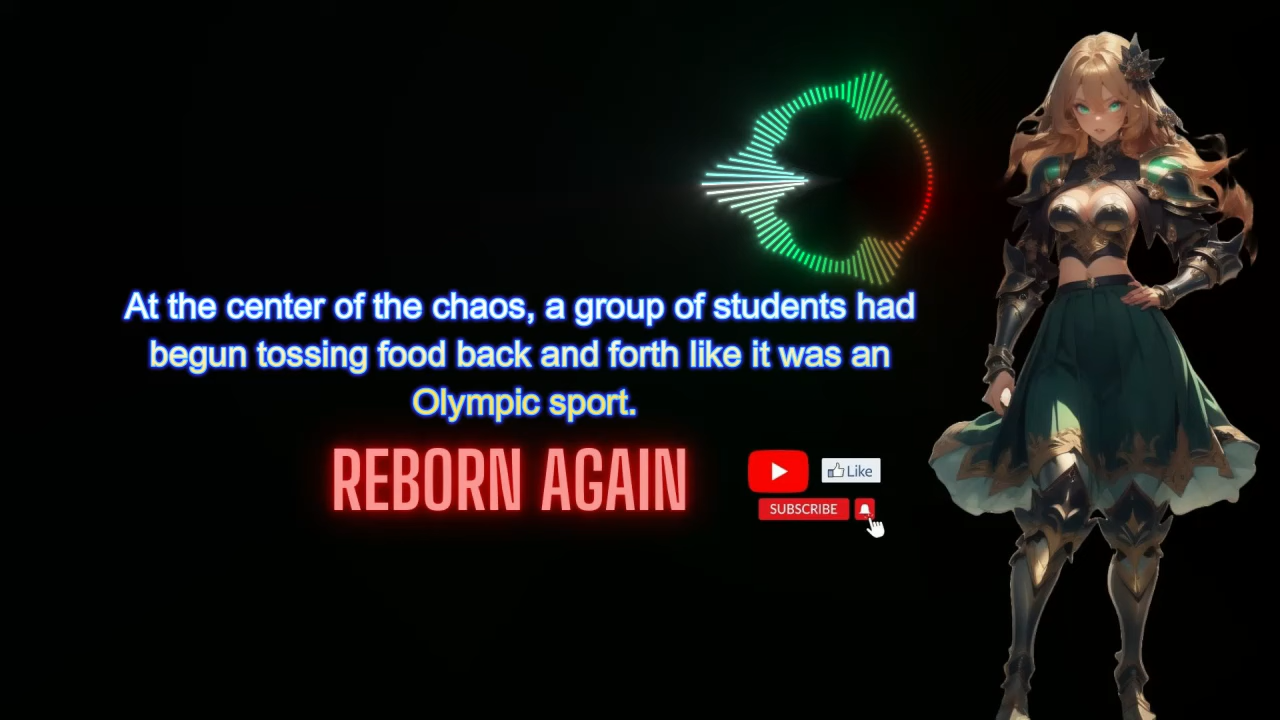 At the center of the chaos, a group of students had
begun tossing food back and forth like it was an
Olympic sport.
REBORN AGAIN
Like
SUBSCRIBE